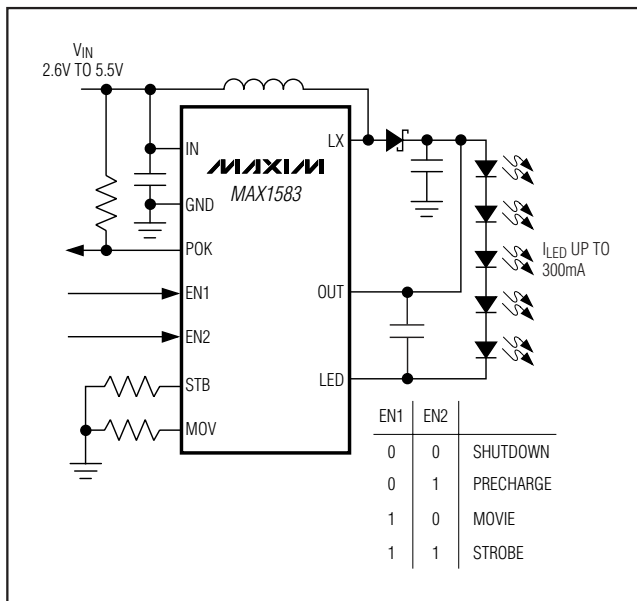 VIN
2.6V TO 5.5V
IN
LX
MAXIM
MAX1583
GND
POK
ILED UP TO
300mA
EN1
OUT
EN2
STB
LED
MOV
EN1 EN2
0 0 SHUTDOWN
0 1 PRECHARGE
1 0 MOVIE
1 1 STROBE